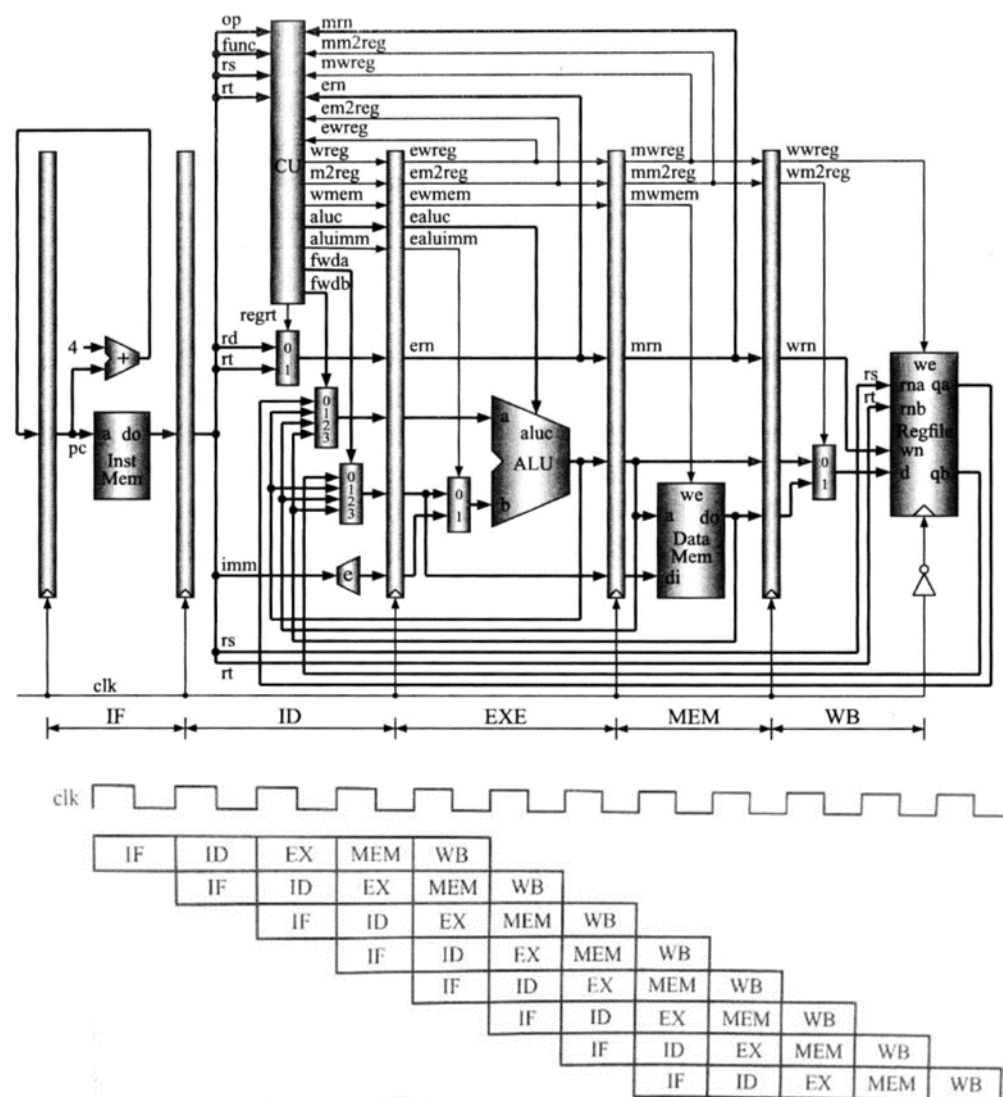 op
func
rs
rt
mrn
mm2reg
mwreg
ern
em2reg
ewreg
CU
wreg
m2reg
wmem
aluc
aluimm
fwda
fwdb
ewreg
em2reg
ewmem
ealuc
ealuimm
mwreg
mm2reg
mwmem
wwreg
wm2reg
regrt
rd
rt
0
1
ern
mrn
wrn
4
+
pc
a do
Inst
Mem
0
1
2
3
0
1
2
3
0
1
a
aluc
ALU
b
we
a do
Data
Mem
di
0
1
rs
rt
we
rna qa
rnb
Regfile
wn
d qb
imm
e
rs
rt
clk
IF ID EXE MEM WB
clk
IF ID EX MEM WB
IF ID EX MEM WB
IF ID EX MEM WB
IF ID EX MEM WB
IF ID EX MEM WB
IF ID EX MEM WB
IF ID EX MEM WB
IF ID EX MEM WB